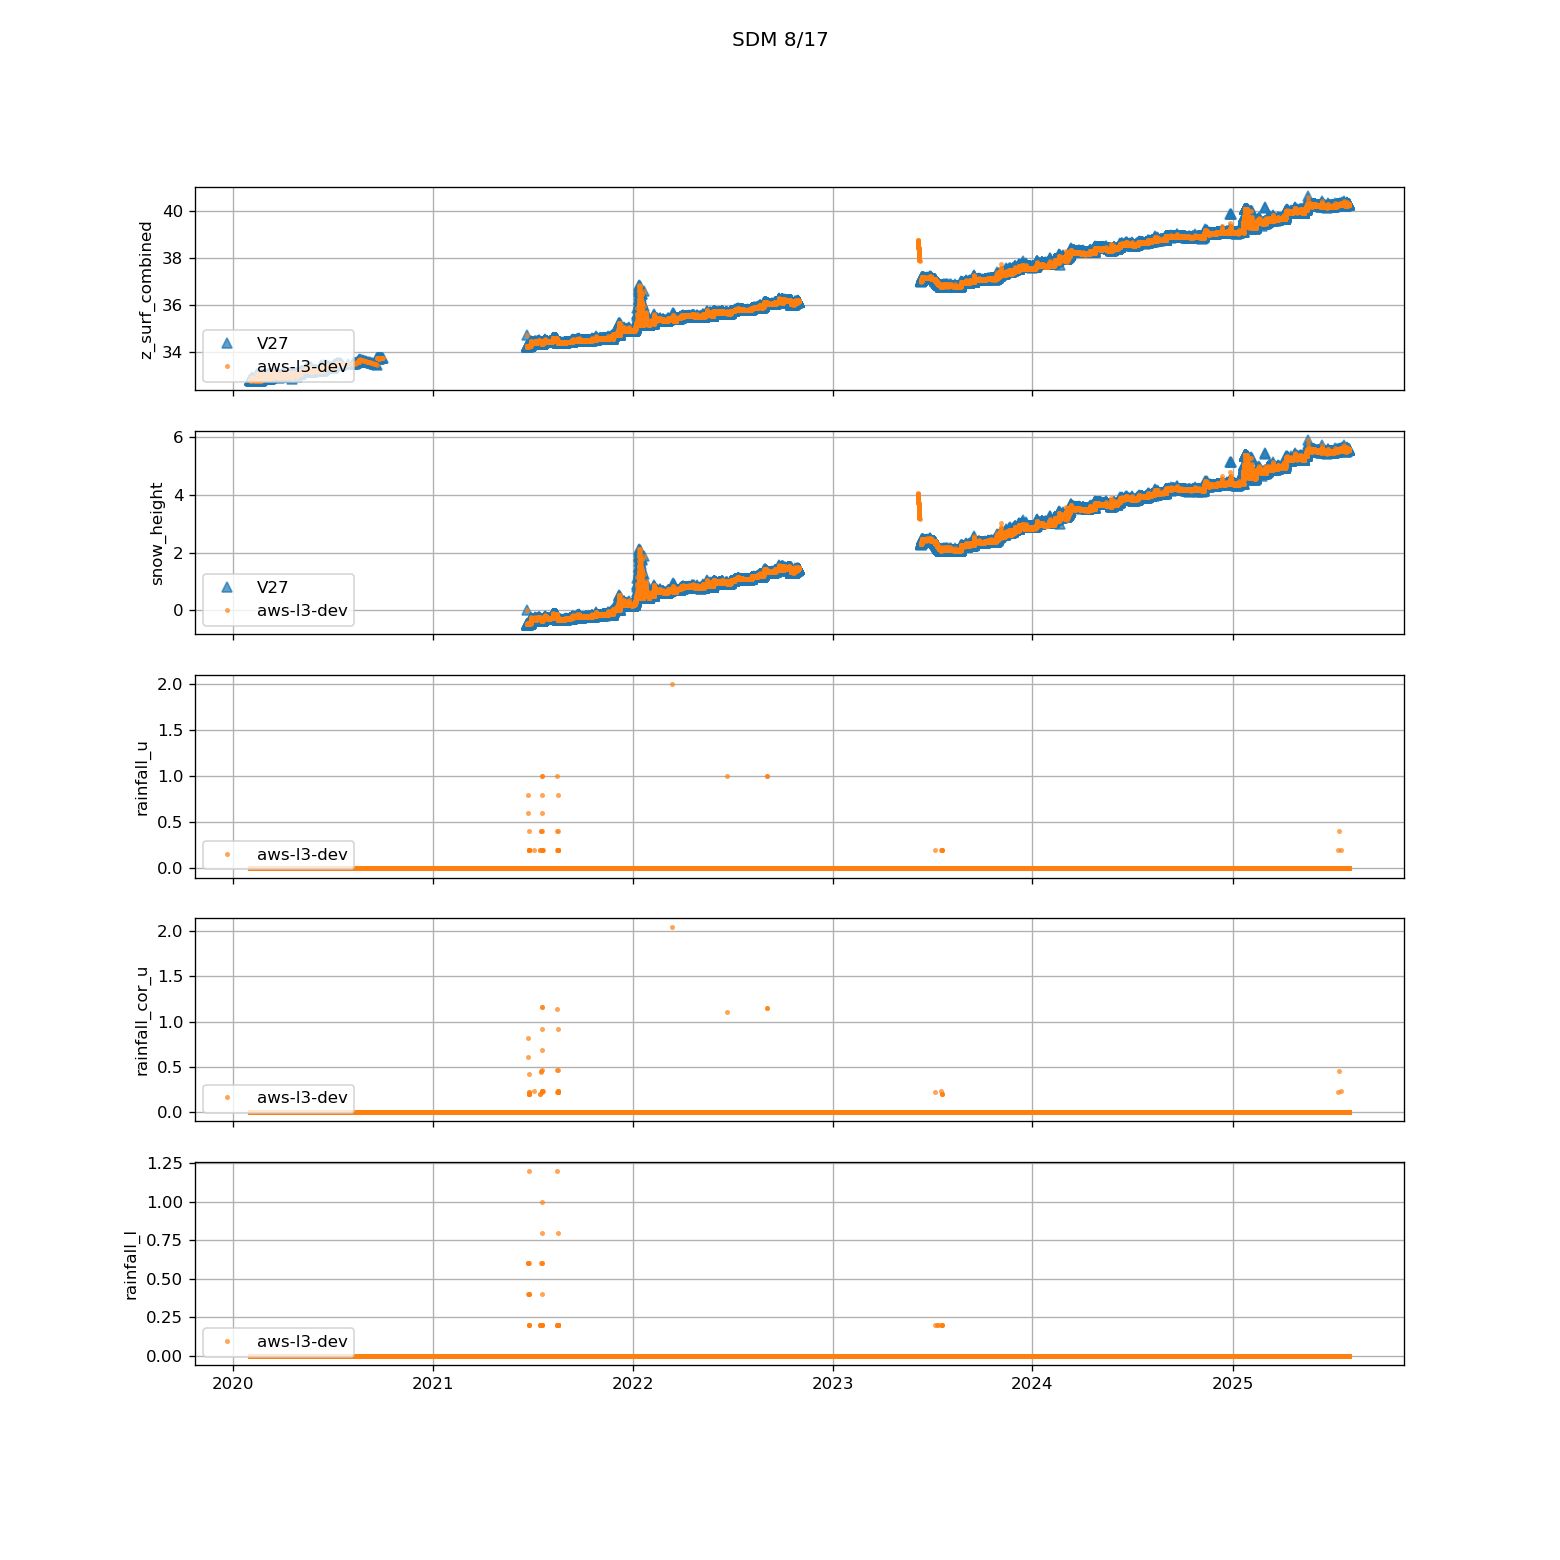 SDM 8/17
z_surf_combined
40
38
36
34
V27
aws-l3-dev
snow_height
6
4
2
0
V27
aws-l3-dev
rainfall_u
2.0
1.5
1.0
0.5
0.0
aws-l3-dev
rainfall_cor_u
2.0
1.5
1.0
0.5
0.0
aws-l3-dev
rainfall_l
1.25
1.00
0.75
0.50
0.25
0.00
aws-l3-dev
2020 2021 2022 2023 2024 2025